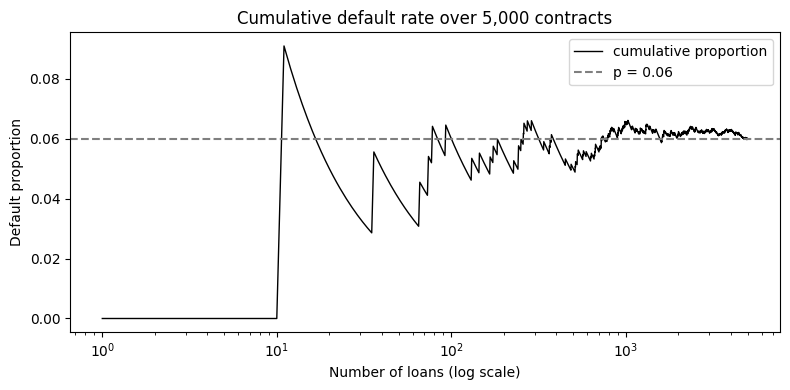 Cumulative default rate over 5,000 contracts
cumulative proportion
p = 0.06
Default proportion
0.08
0.06
0.04
0.02
0.00
10⁰
10¹
10²
10³
Number of loans (log scale)